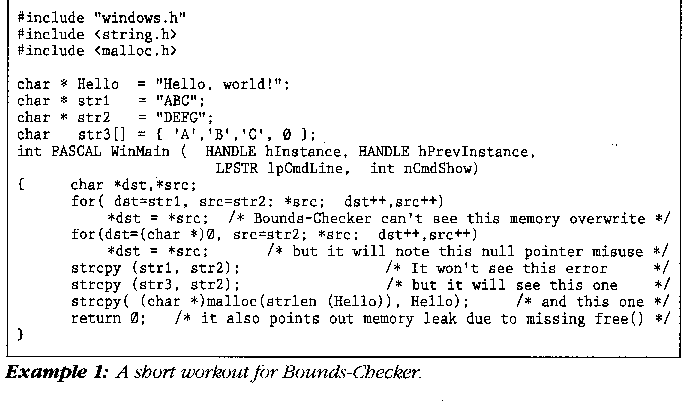 #include "windows.h"
#include <string.h>
#include <malloc.h>
char * Hello = "Hello, world!";
char * str1 = "ABC";
char * str2 = "DEFG";
char str3[] = { 'A','B','C', 0 };
int PASCAL WinMain ( HANDLE hInstance, HANDLE hPrevInstance,
LPSTR lpCmdLine, int nCmdShow)
{ char *dst,*src;
for( dst=str1, src=str2; *src; dst++,src++)
*dst = *src; /* Bounds-Checker can't see this memory overwrite */
for(dst=(char *)0, src=str2; *src; dst++,src++)
*dst = *src; /* but it will note this null pointer misuse */
strcpy (str1, str2); /* It won't see this error */
strcpy (str3, str2); /* but it will see this one */
strcpy( (char *)malloc(strlen (Hello)), Hello); /* and this one */
return 0; /* it also points out memory leak due to missing free() */
}
Example 1: A short workout for Bounds-Checker.